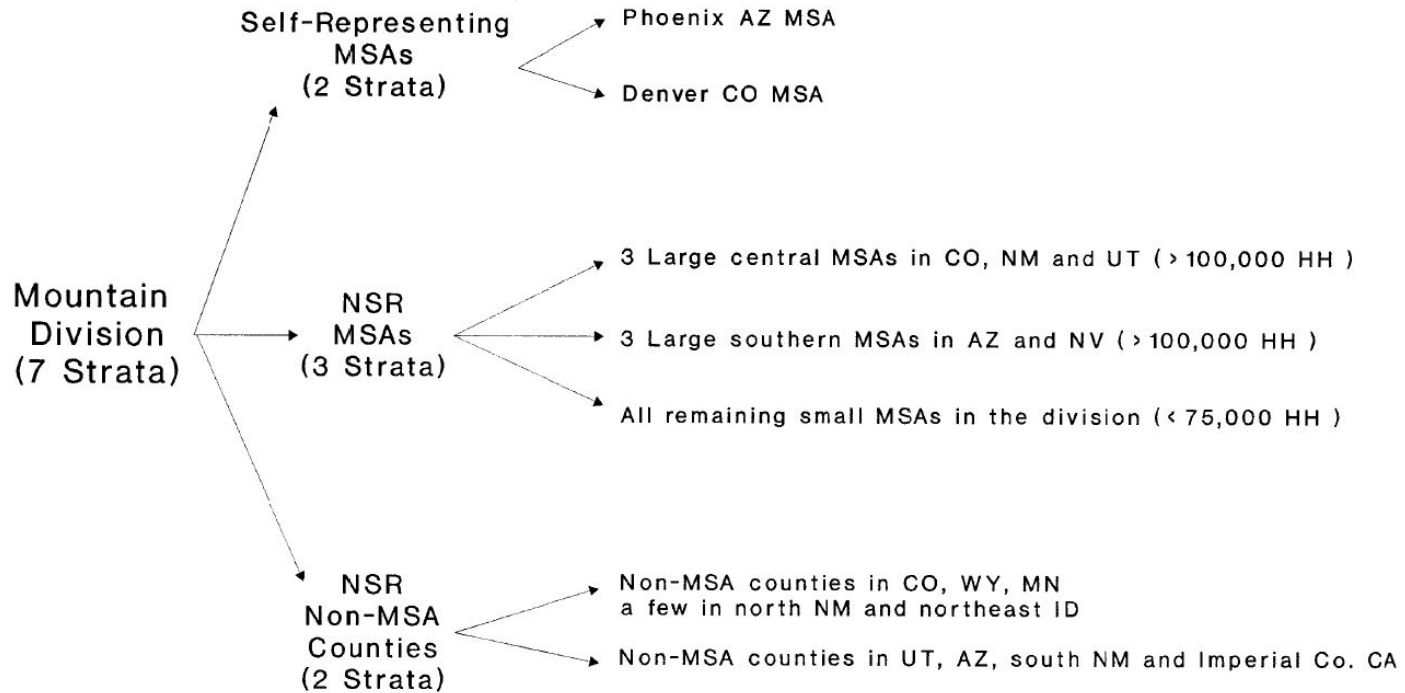 Self-Representing
MSAs
(2 Strata)
Phoenix AZ MSA
Denver CO MSA
Mountain
Division
(7 Strata)
NSR
MSAs
(3 Strata)
3 Large central MSAs in CO, NM and UT ( > 100,000 HH )
3 Large southern MSAs in AZ and NV ( > 100,000 HH )
All remaining small MSAs in the division ( < 75,000 HH )
NSR
Non-MSA
Counties
(2 Strata)
Non-MSA counties in CO, WY, MN
a few in north NM and northeast ID
Non-MSA counties in UT, AZ, south NM and Imperial Co. CA